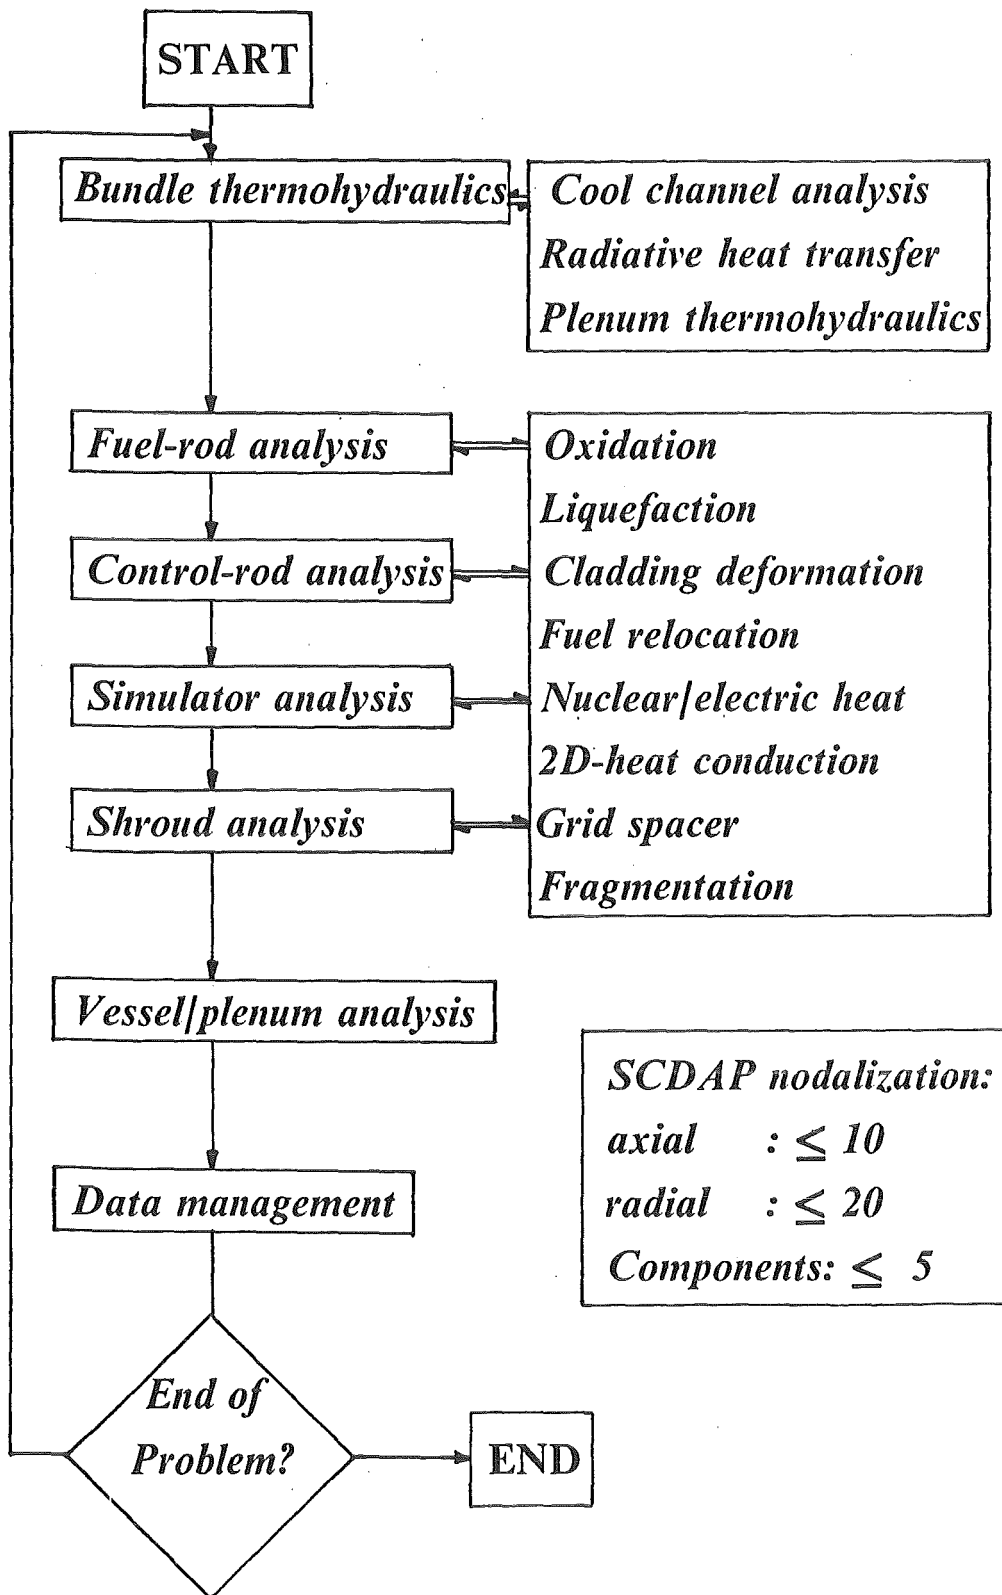 START
Bundle thermohydraulics
Cool channel analysis
Radiative heat transfer
Plenum thermohydraulics
Fuel-rod analysis
Control-rod analysis
Simulator analysis
Shroud analysis
Oxidation
Liquefaction
Cladding deformation
Fuel relocation
Nuclear/electric heat
2D-heat conduction
Grid spacer
Fragmentation
Vessel/plenum analysis
Data management
SCDAP nodalization:
axial : ≤ 10
radial : ≤ 20
Components: ≤ 5
End of
Problem?
END